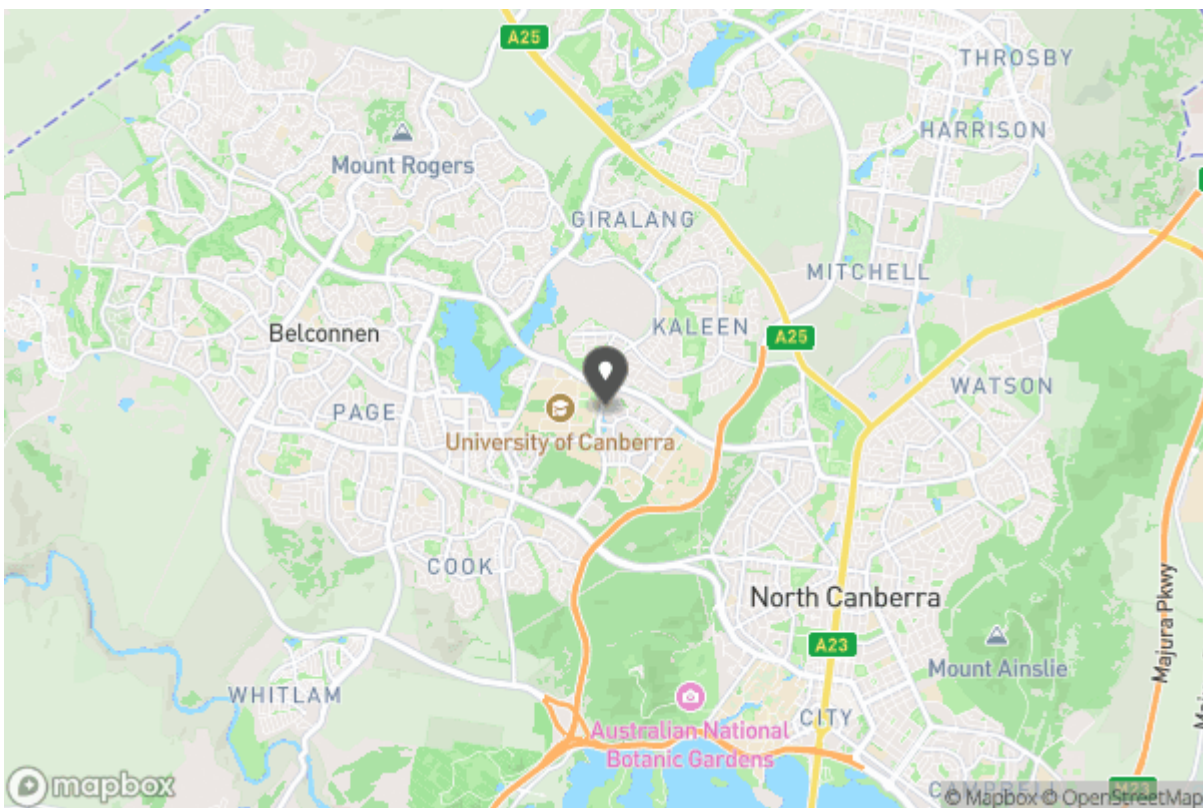 A25
THROSBY
HARRISON
Mount Rogers
GIRALANG
MITCHELL
KALEEN
A25
Belconnen
WATSON
PAGE
University of Canberra
COOK
North Canberra
Majura Pkwy
A23
Mount Ainslie
WHITLAM
CITY
Australian National
Botanic Gardens
M23
mapbox
© Mapbox © OpenStreetMap